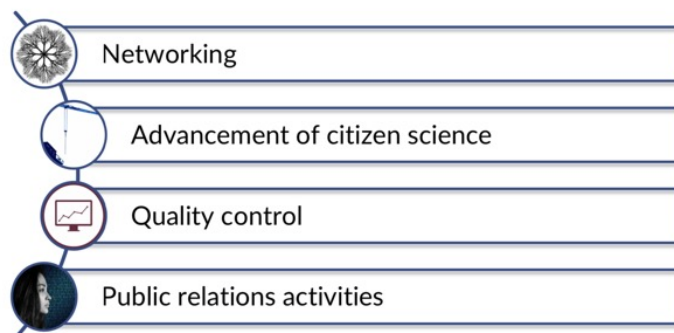 Networking
Advancement of citizen science
Quality control
Public relations activities